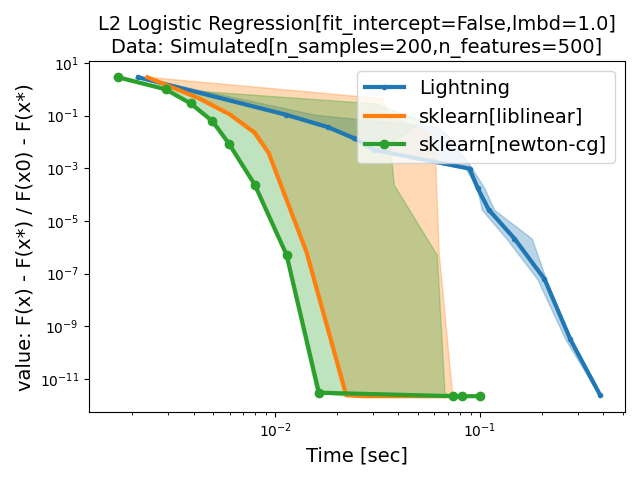 L2 Logistic Regression[fit_intercept=False,lmbd=1.0]
Data: Simulated[n_samples=200,n_features=500]
value: F(x) - F(x*) / F(x0) - F(x*)
10^1
10^-1
10^-3
10^-5
10^-7
10^-9
10^-11
Lightning
sklearn[liblinear]
sklearn[newton-cg]
10^-2
10^-1
Time [sec]